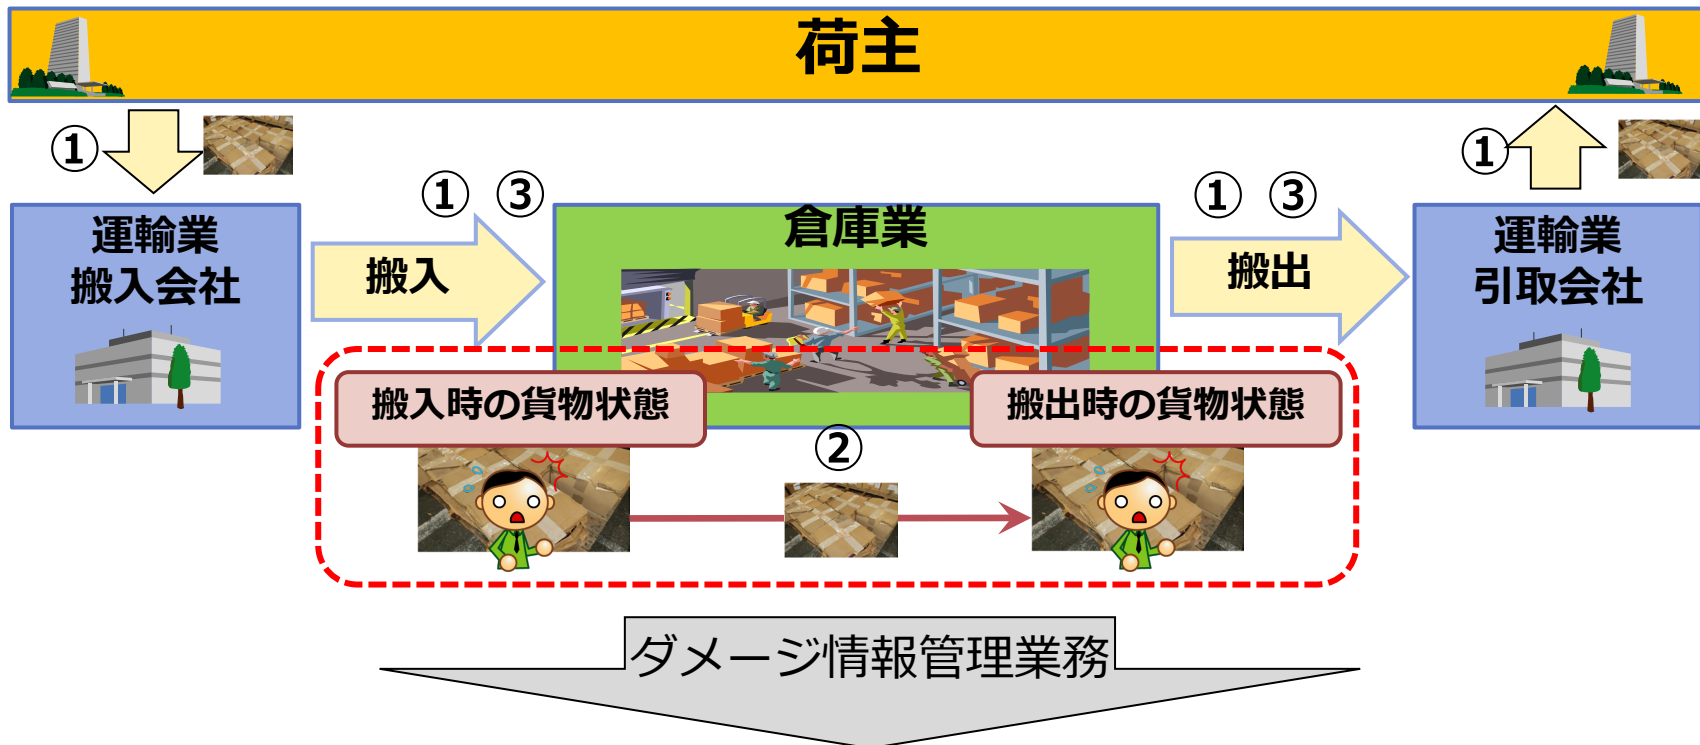 荷主
①
①
① ③
① ③
運輸業
搬入会社
搬入
倉庫業
搬出
運輸業
引取会社
搬入時の貨物状態
搬出時の貨物状態
②
ダメージ情報管理業務